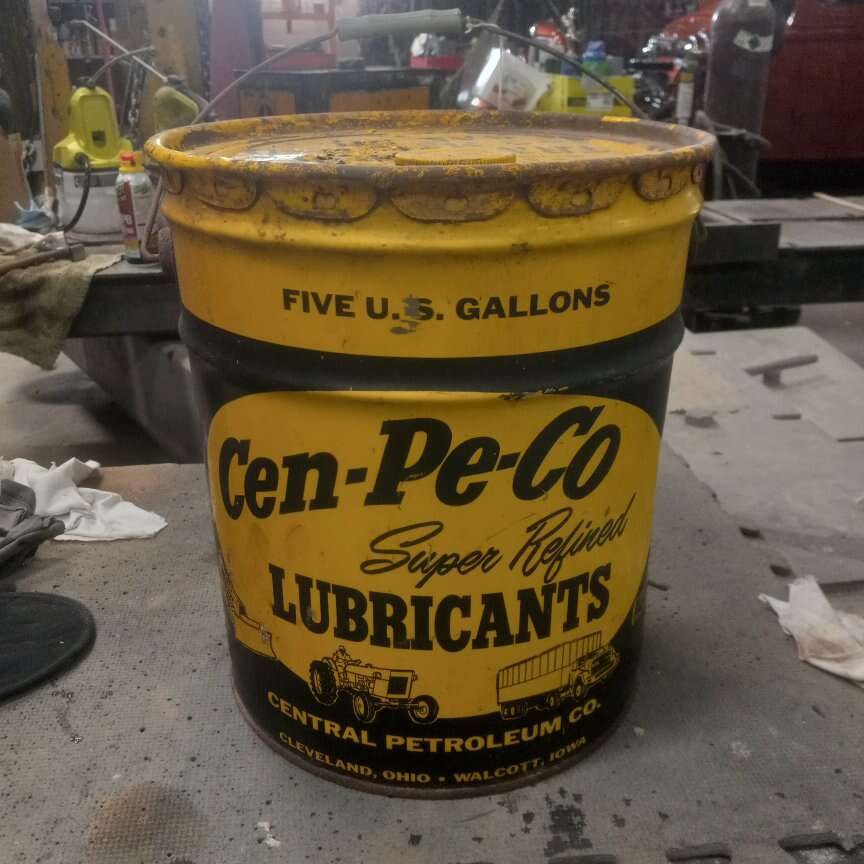 FIVE U.S. GALLONS
Cen-Pe-Co
Super Refined
LUBRICANTS
CENTRAL PETROLEUM CO.
CLEVELAND, OHIO • WALCOTT, IOWA